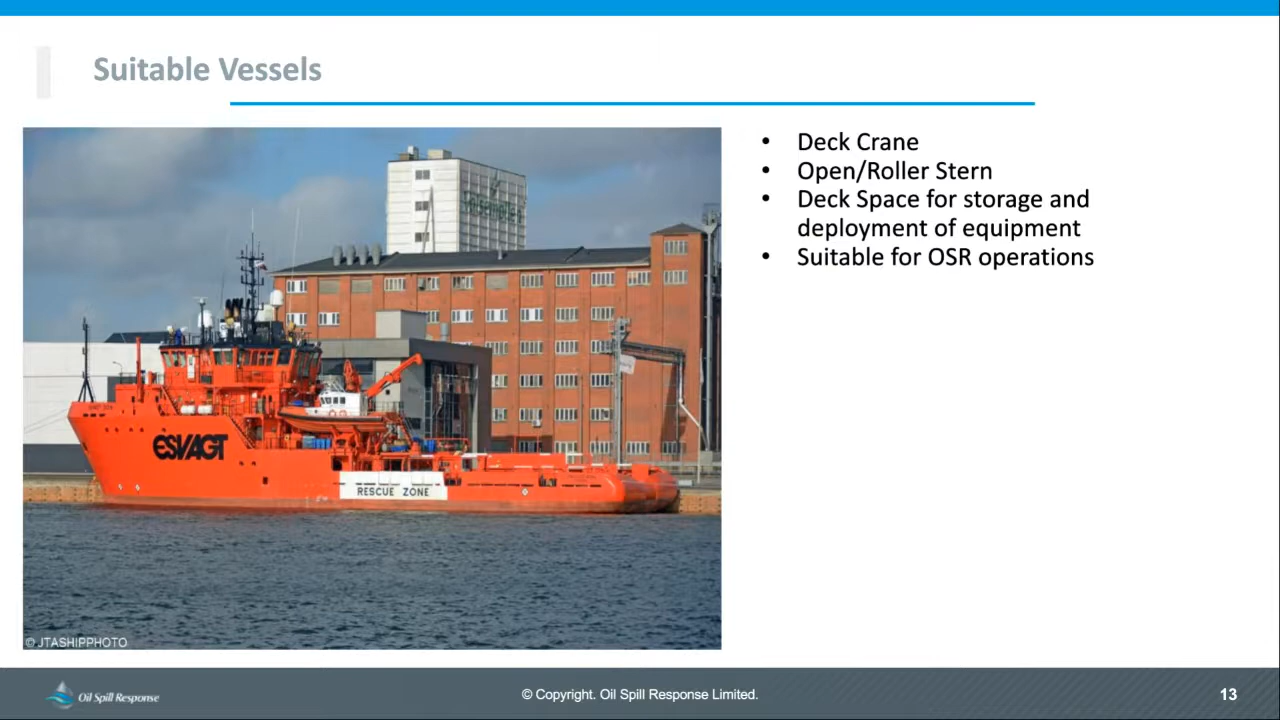 Suitable Vessels
• Deck Crane
• Open/Roller Stern
• Deck Space for storage and
deployment of equipment
• Suitable for OSR operations
ESVAGT
RESCUE ZONE
© JTASHIPPHOTO
Oil Spill Response
© Copyright. Oil Spill Response Limited.
13